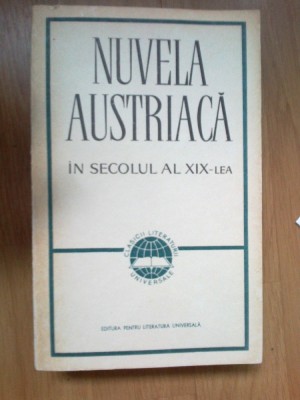 NUVELA
AUSTRIACĂ
ÎN SECOLUL AL XIX-LEA
CLASICII LITERATURII
UNIVERSALE
EDITURA PENTRU LITERATURA UNIVERSALĂ